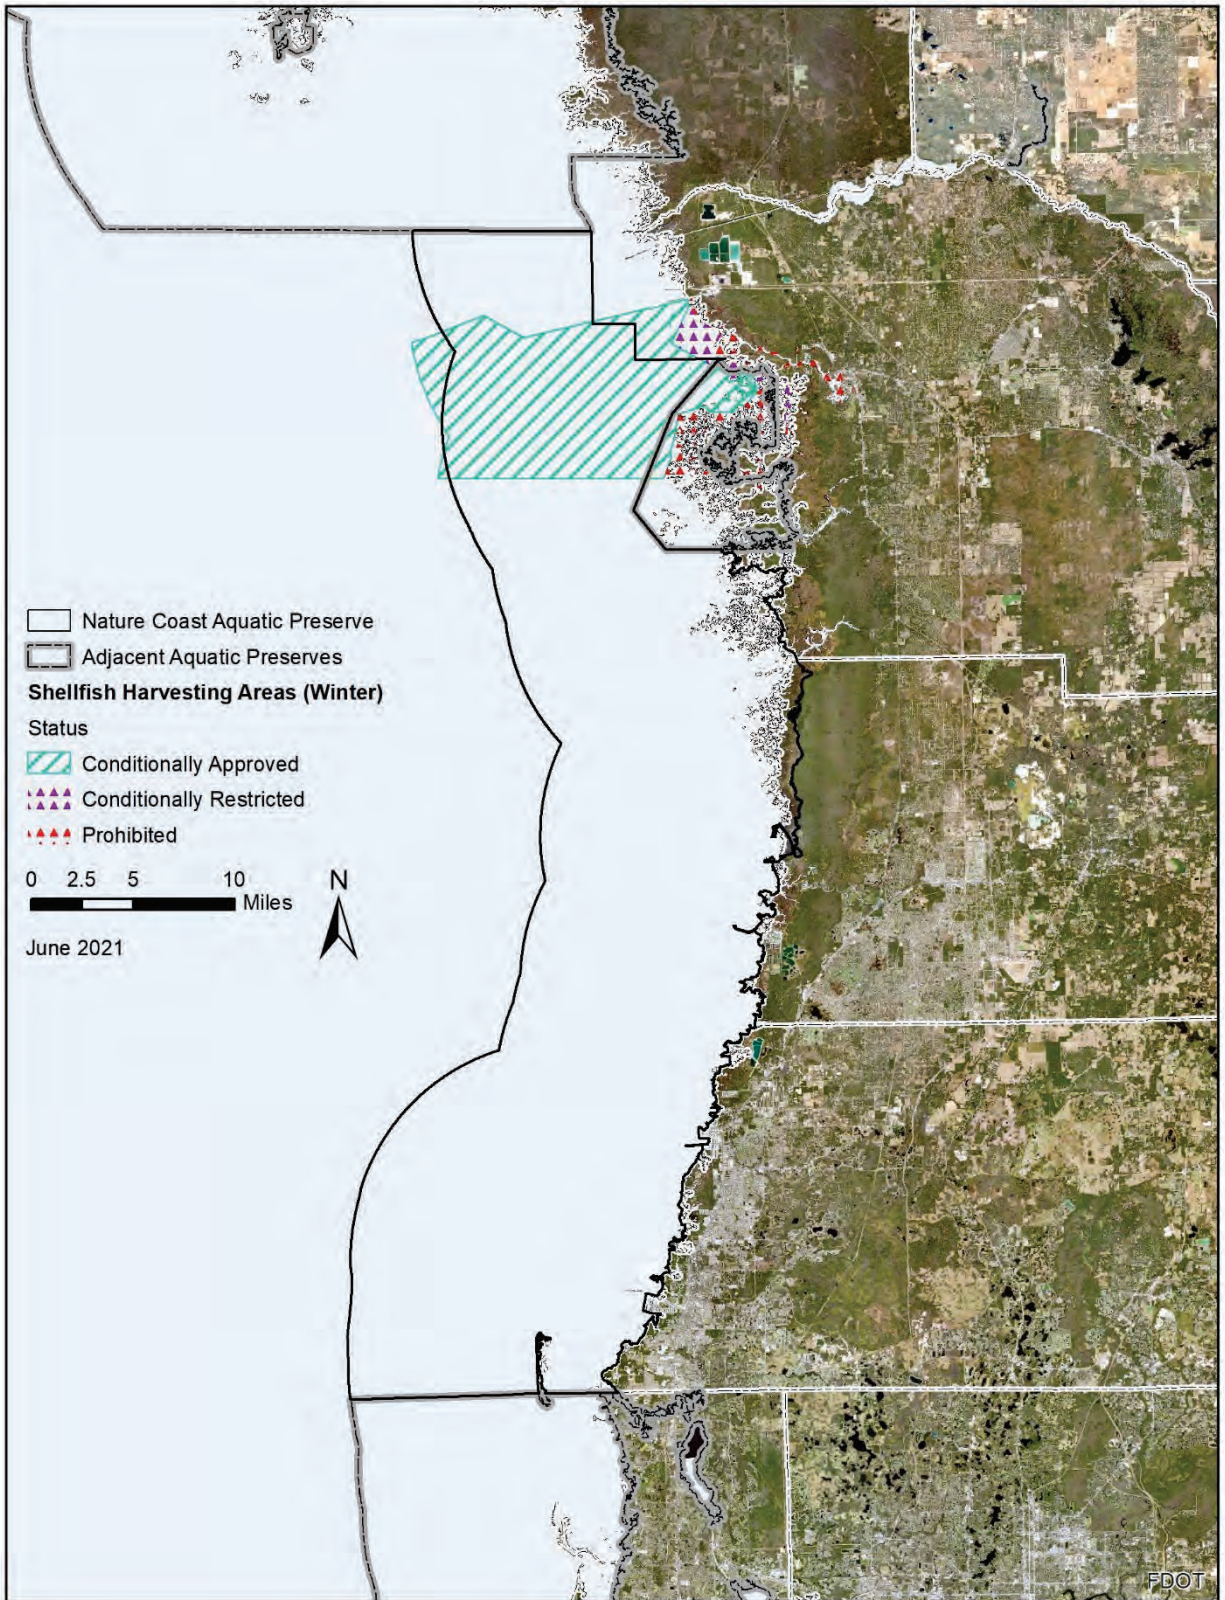 Nature Coast Aquatic Preserve
Adjacent Aquatic Preserves
Shellfish Harvesting Areas (Winter)
Status
Conditionally Approved
Conditionally Restricted
Prohibited
0 2.5 5 10
Miles
N
June 2021
FDOT